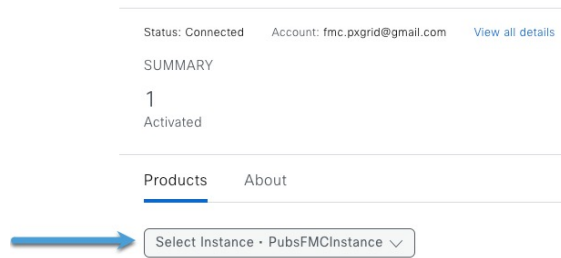 Status: Connected Account: fmc.pxgrid@gmail.com View all details
SUMMARY
1
Activated
Products About
Select Instance • PubsFMCInstance